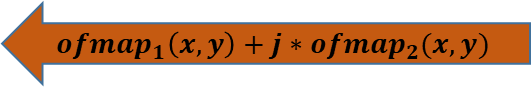 ofmap₁(x, y) + j * ofmap₂(x, y)